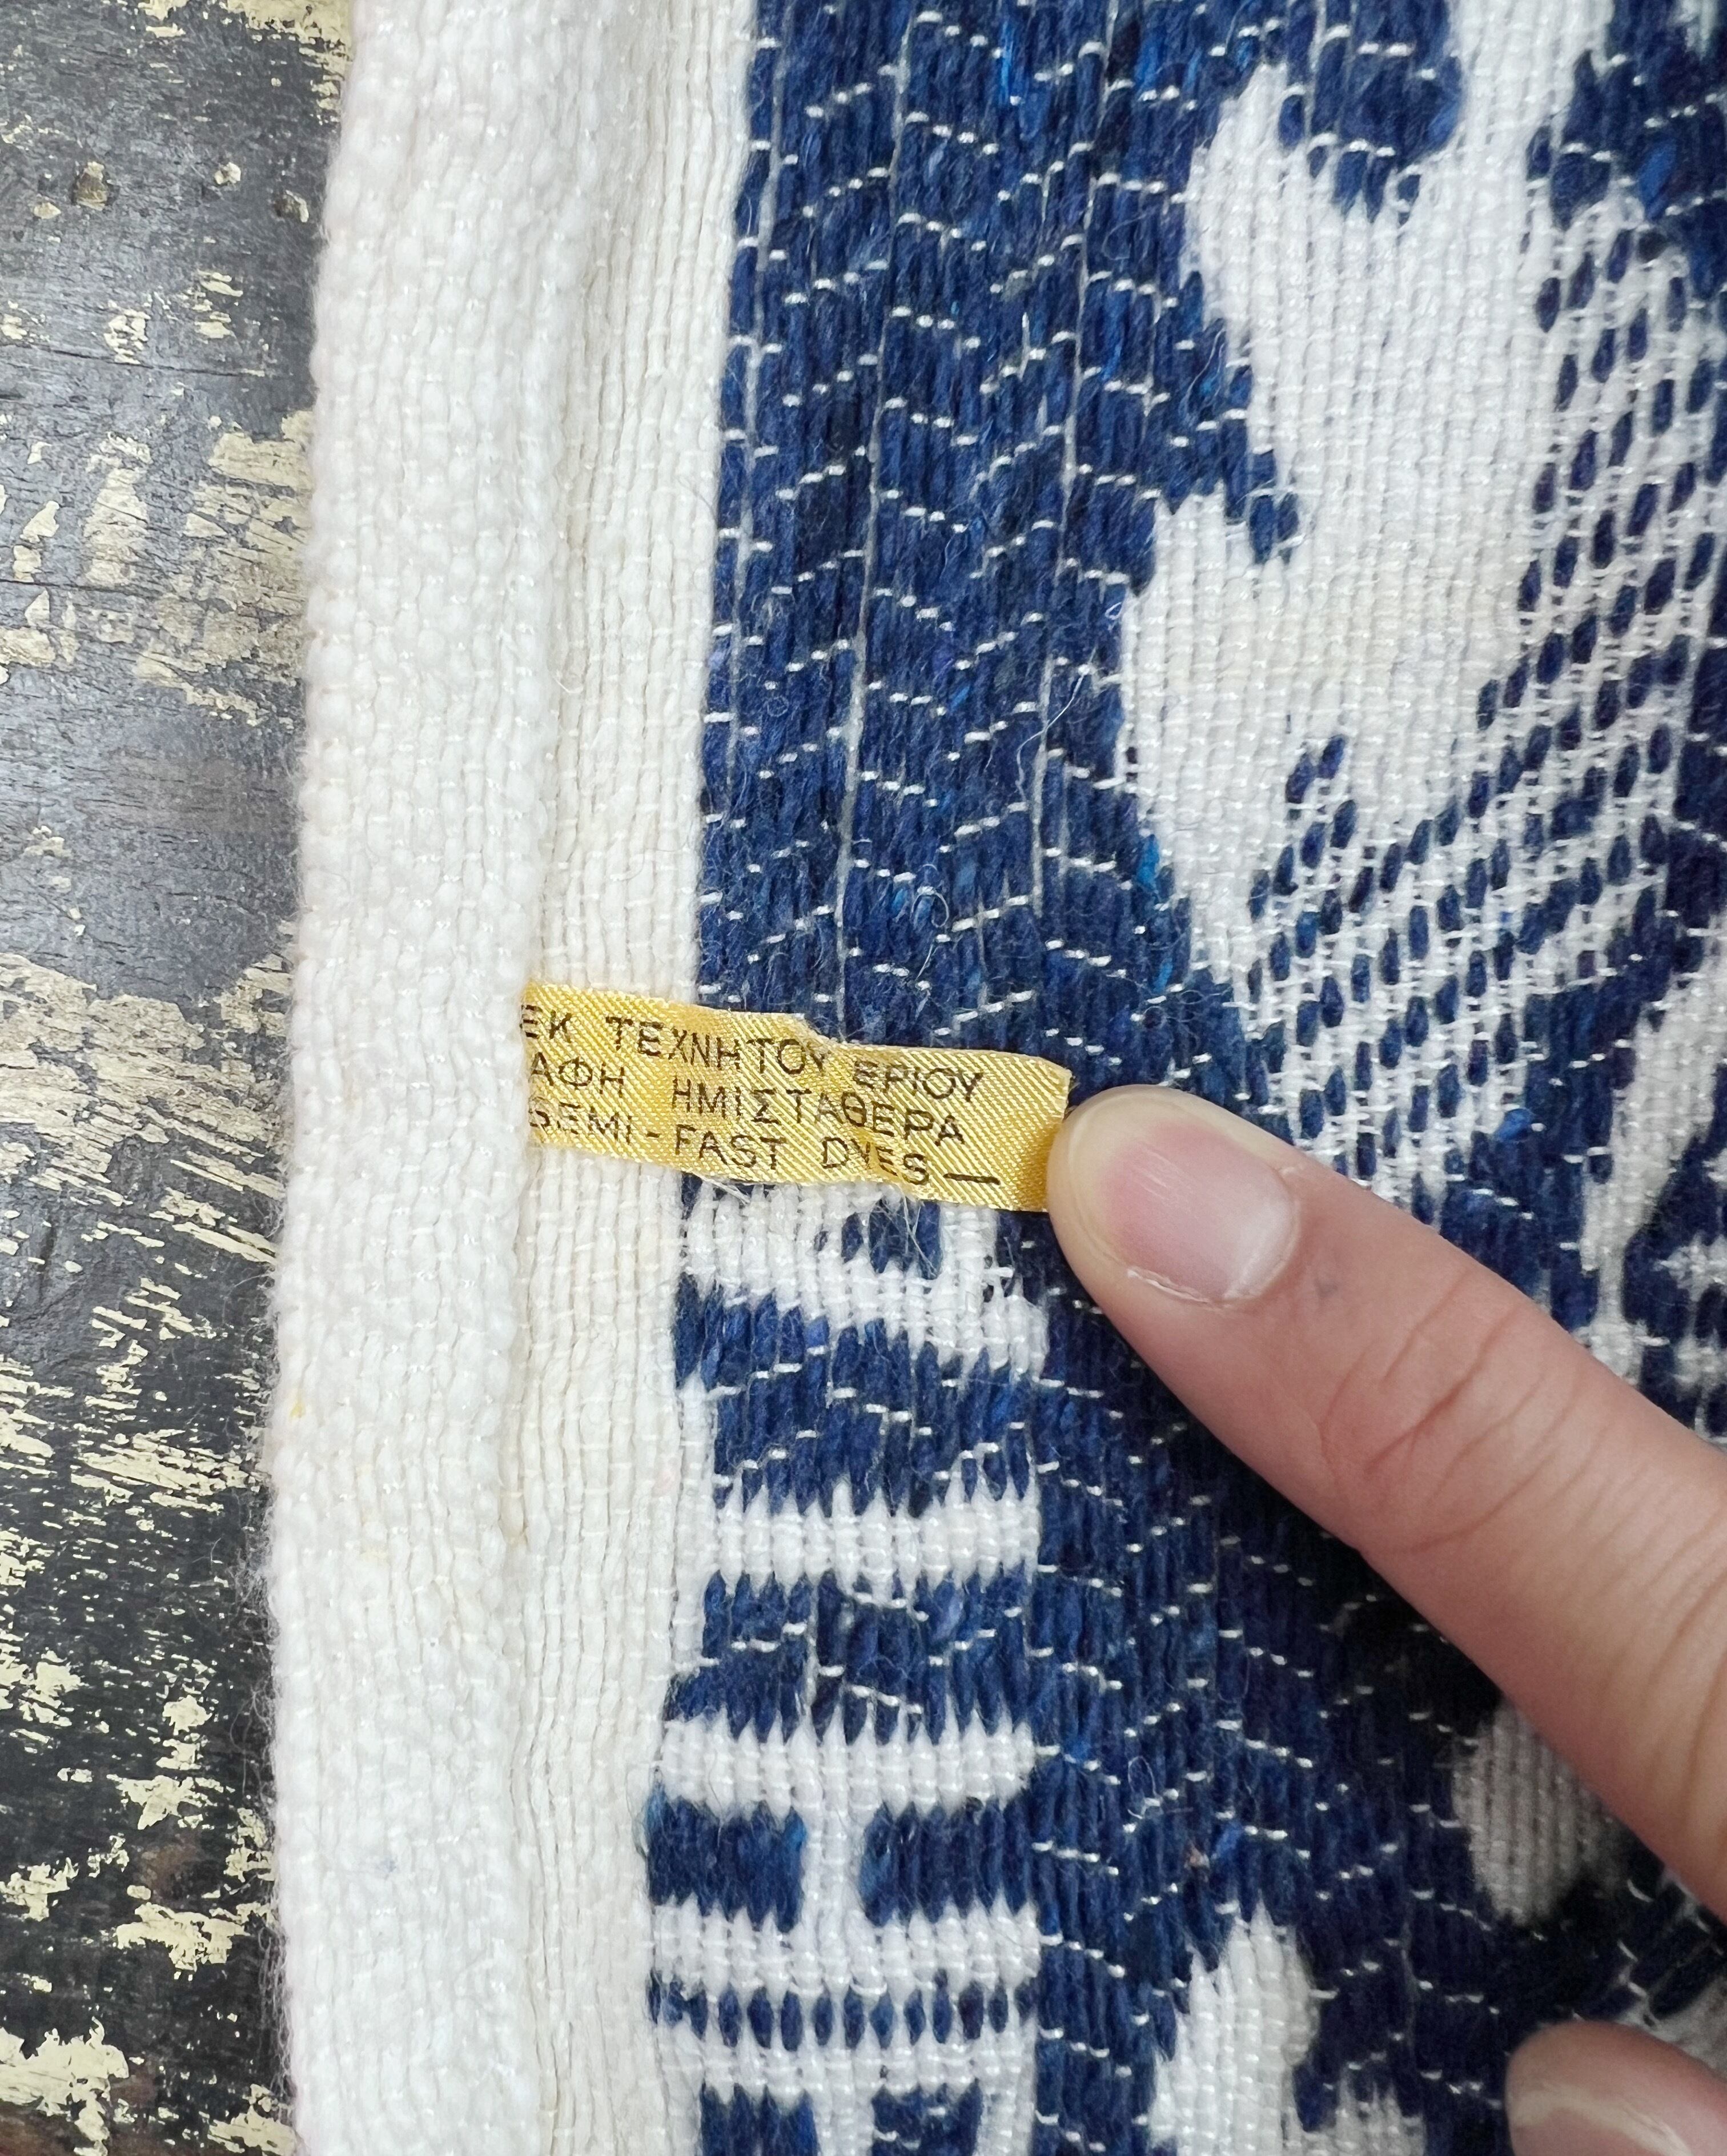 ΕΚ ΤΕΧΝΗΤΟΥ ΕΡΙΟΥ
ΑΦΗ ΗΜΙΣΤΑΘΕΡΑ
SEMI-FAST DYES—